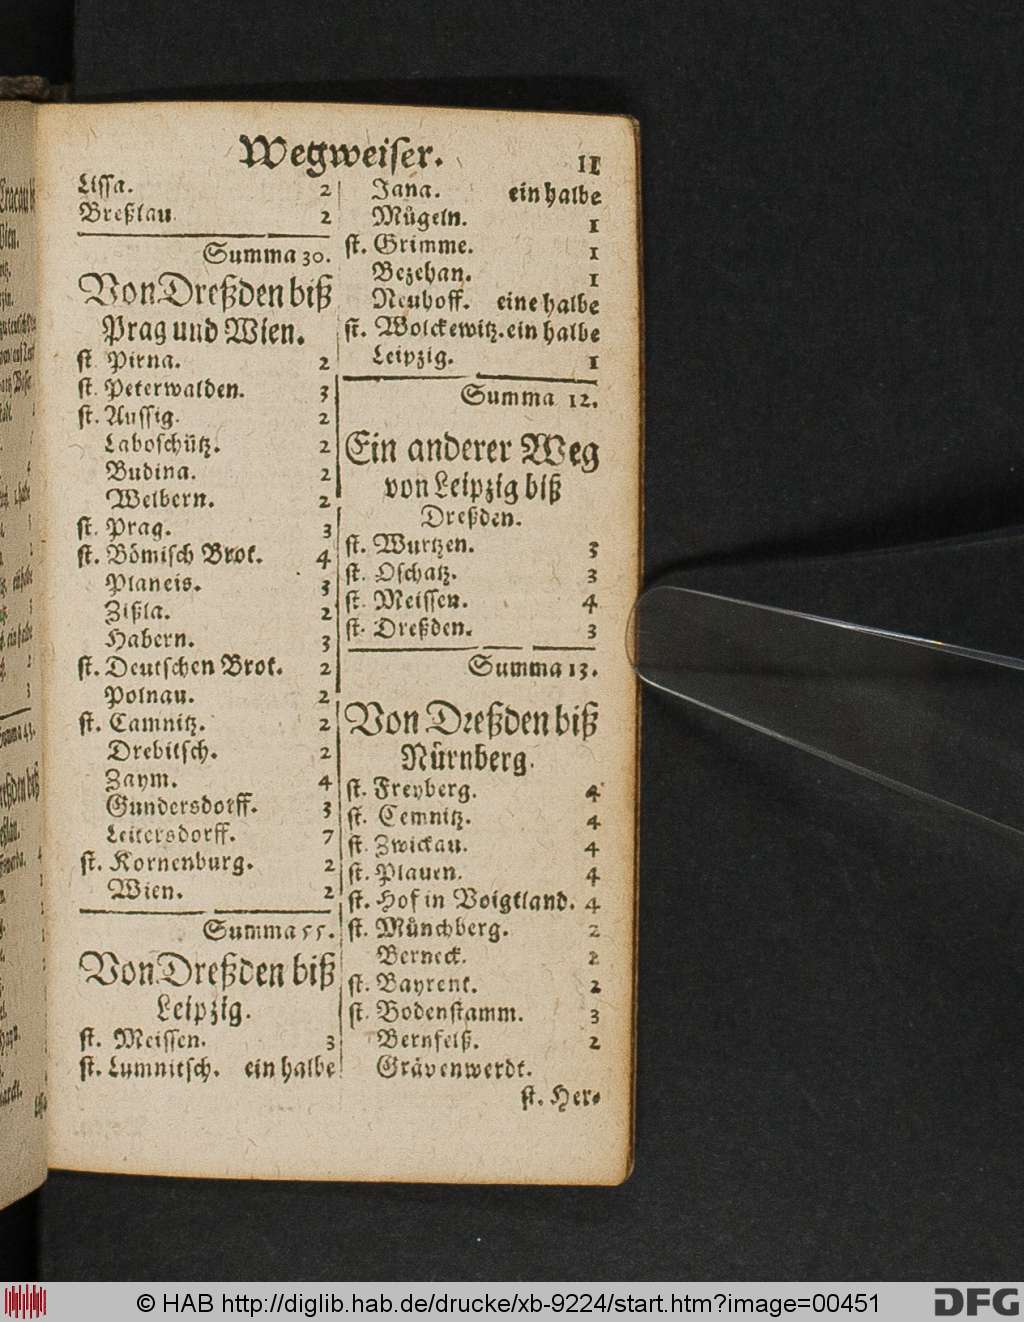 Wegweiser. 11
Lissa. 2
Breßlau 2
Summa 30.
Von Dreßden biß
Prag und Wien.
st. Pirna. 2
st. Peterwalden. 3
st. Aussig. 2
Laboschütz. 2
Budina. 2
Welbern. 2
st. Prag. 3
st. Bömisch Brot. 4
Planeis. 3
Zißla. 2
Habern. 3
st. Deutschen Brot. 2
Polnau. 2
st. Camnitz. 2
Drebitsch. 2
Zaym. 4
Gundersdorff. 3
Leitersdorff. 7
st. Kornenburg. 2
Wien. 2
Summa 55.
Von Dreßden biß
Leipzig.
st. Meissen. 3
st. Lumnitsch. ein halbe
Jana. ein halbe
Mügeln. 1
st. Grimme. 1
Bezehan. 1
Neuhoff. eine halbe
st. Wolckewitz. ein halbe
Leipzig. 1
Summa 12.
Ein anderer Weg
von Leipzig biß
Dreßden.
st. Wurtzen. 3
st. Oschatz. 3
st. Meissen. 4
st. Dreßden. 3
Summa 13.
Von Dreßden biß
Nürnberg.
st. Freyberg. 4
st. Cemnitz. 4
st. Zwickau. 4
st. Plauen. 4
st. Hof in Voigtland. 4
st. Münchberg. 2
Berneck. 2
st. Bayrent. 2
st. Bodenstamm. 3
Bernfelß. 2
Grävenwerdt.
st. Her-
© HAB http://diglib.hab.de/drucke/xb-9224/start.htm?image=00451
DFG